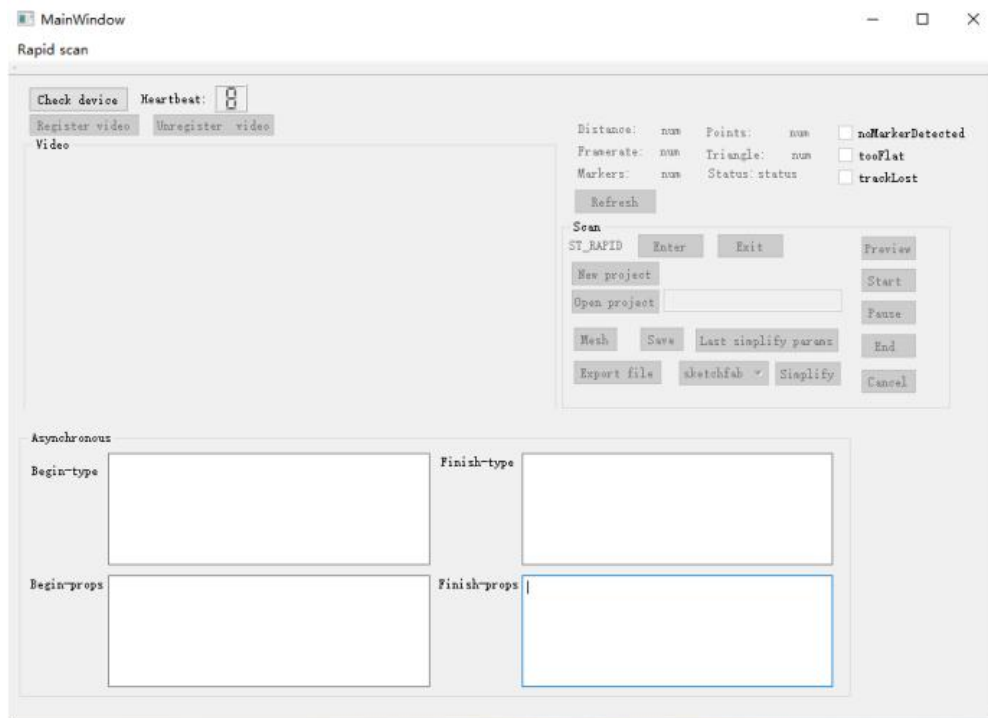 MainWindow
Rapid scan
Check device Heartbeat: 8
Register video Unregister video
Video
Distance: num Points: num noMarkerDetected
Framerate: num Triangle: num tooFlat
Markers: num Status: status trackLost
Refresh
Scan
ST_RAPID Enter Exit Preview
New project Start
Open project Pause
Mesh Save Last simplify params End
Export file sketchfab Simplify Cancel
Asynchronous
Begin-type Finish-type
Begin-props Finish-props